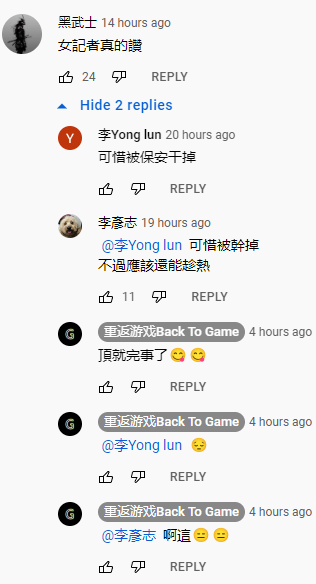 黑武士 14 hours ago
女記者真的讚
24 REPLY
Hide 2 replies
Y
李Yong lun 20 hours ago
可惜被保安干掉
REPLY
李彥志 19 hours ago
@李Yong lun 可惜被幹掉
不過應該還能趁熱
11 REPLY
G
重返游戏Back To Game 4 hours ago
頂就完事了😋😋
REPLY
G
重返游戏Back To Game 4 hours ago
@李Yong lun 😔
REPLY
G
重返游戏Back To Game 4 hours ago
@李彥志 啊這😑😑
REPLY